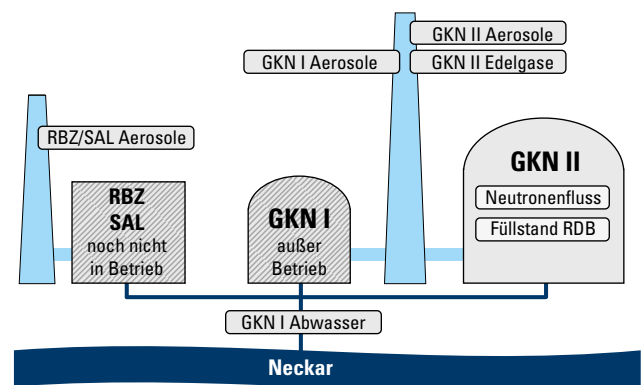 GKN II Aerosole
GKN I Aerosole
GKN II Edelgase
RBZ/SAL Aerosole
RBZ
SAL
noch nicht
in Betrieb
GKN I
außer
Betrieb
GKN II
Neutronenfluss
Füllstand RDB
GKN I Abwasser
Neckar